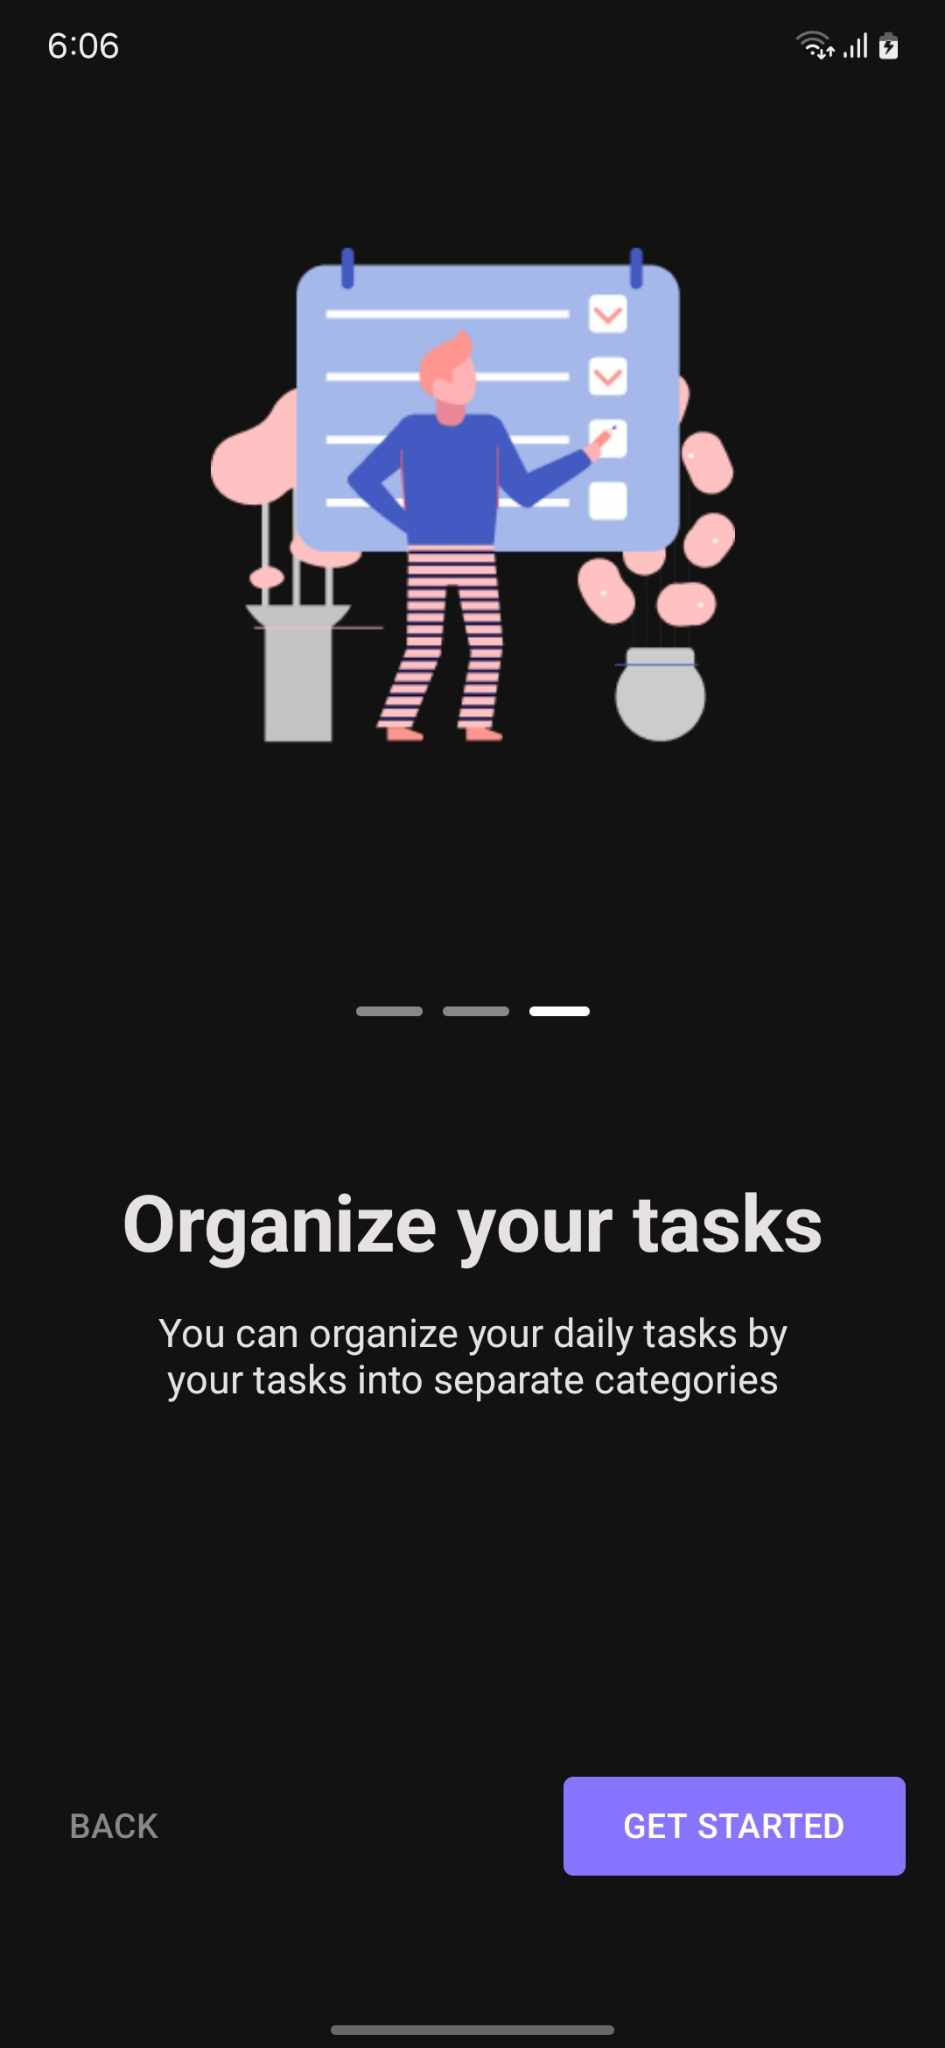 6:06
Organize your tasks
You can organize your daily tasks by
your tasks into separate categories
BACK
GET STARTED